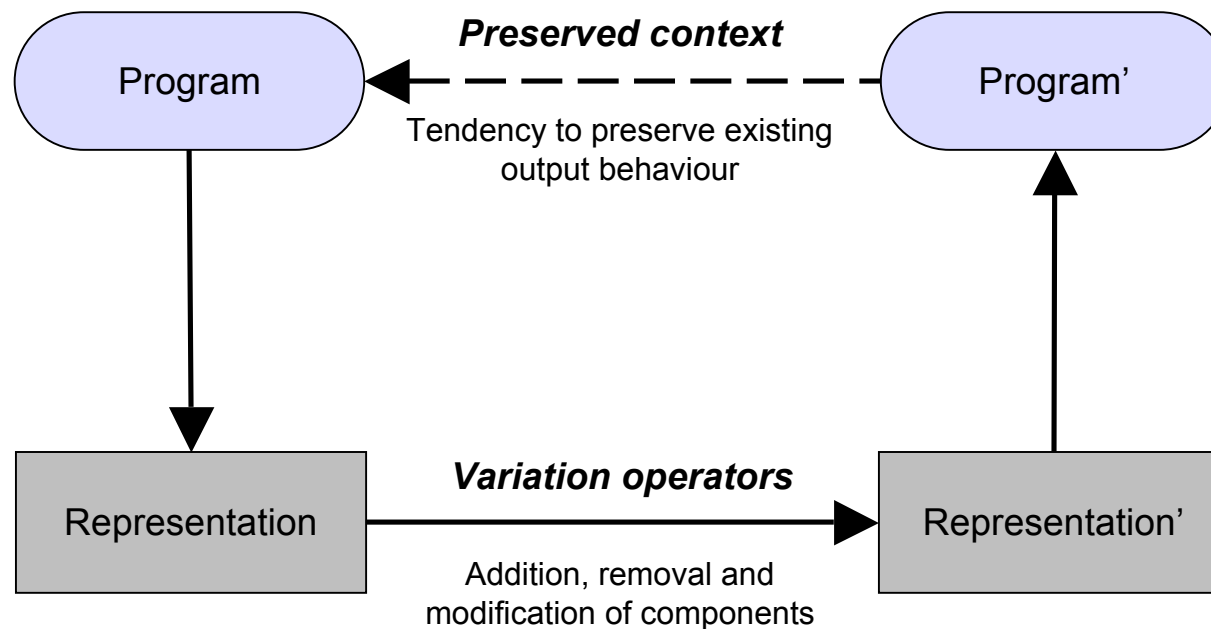 Preserved context
Program
Program’
Tendency to preserve existing
output behaviour
Variation operators
Representation
Representation’
Addition, removal and
modification of components